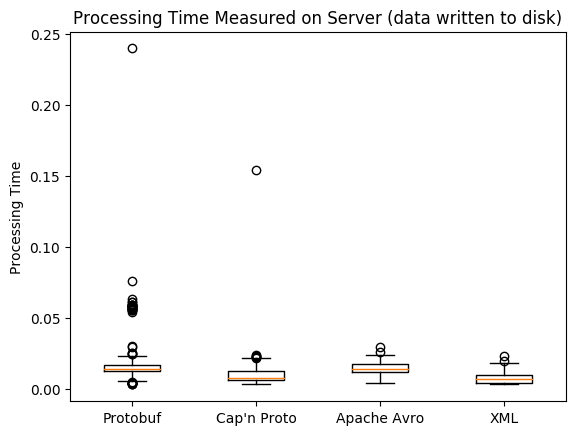 Processing Time Measured on Server (data written to disk)
Processing Time
0.25
0.20
0.15
0.10
0.05
0.00
Protobuf Cap'n Proto Apache Avro XML